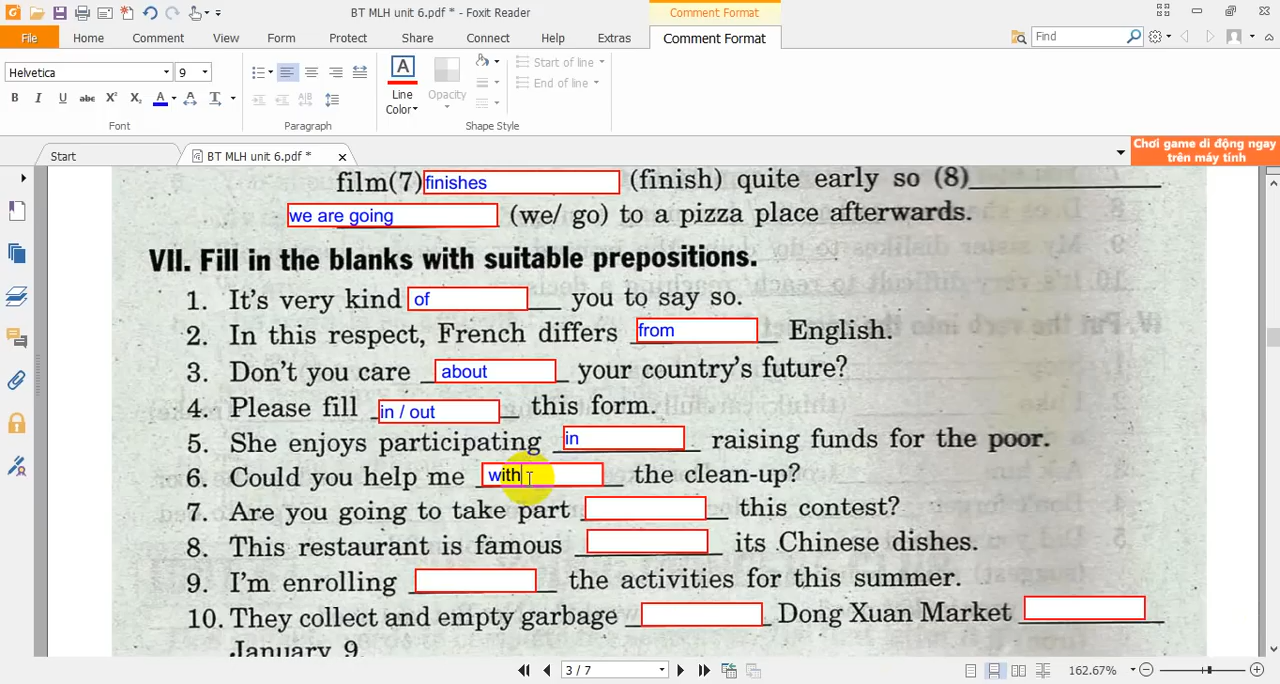 BT MLH unit 6.pdf * - Foxit Reader
Comment Format
File Home Comment View Form Protect Share Connect Help Extras Comment Format
Find
Helvetica 9
Start of line
End of line
B I U abc X² X₂ A A T
A|B
A
Line Color Opacity
Font Paragraph Shape Style
Start BT MLH unit 6.pdf *
Chơi game di động ngay
trên máy tính
film(7) finishes (finish) quite early so (8)
we are going (we/ go) to a pizza place afterwards.
VII. Fill in the blanks with suitable prepositions.
1. It's very kind of you to say so.
2. In this respect, French differs from English.
3. Don't you care about your country's future?
4. Please fill in / out this form.
5. She enjoys participating in raising funds for the poor.
6. Could you help me with the clean-up?
7. Are you going to take part this contest?
8. This restaurant is famous its Chinese dishes.
9. I'm enrolling the activities for this summer.
10. They collect and empty garbage Dong Xuan Market
January 9.
3 / 7
162.67%